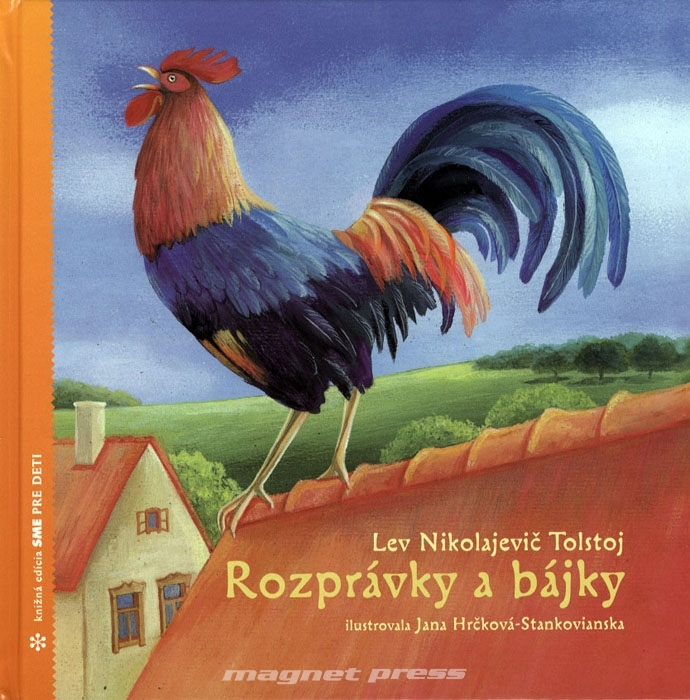 Lev Nikolajevič Tolstoj
Rozprávky a bájky
ilustrovala Jana Hrčková-Stankovianska
magnet press
knižná edícia SME PRE DETI